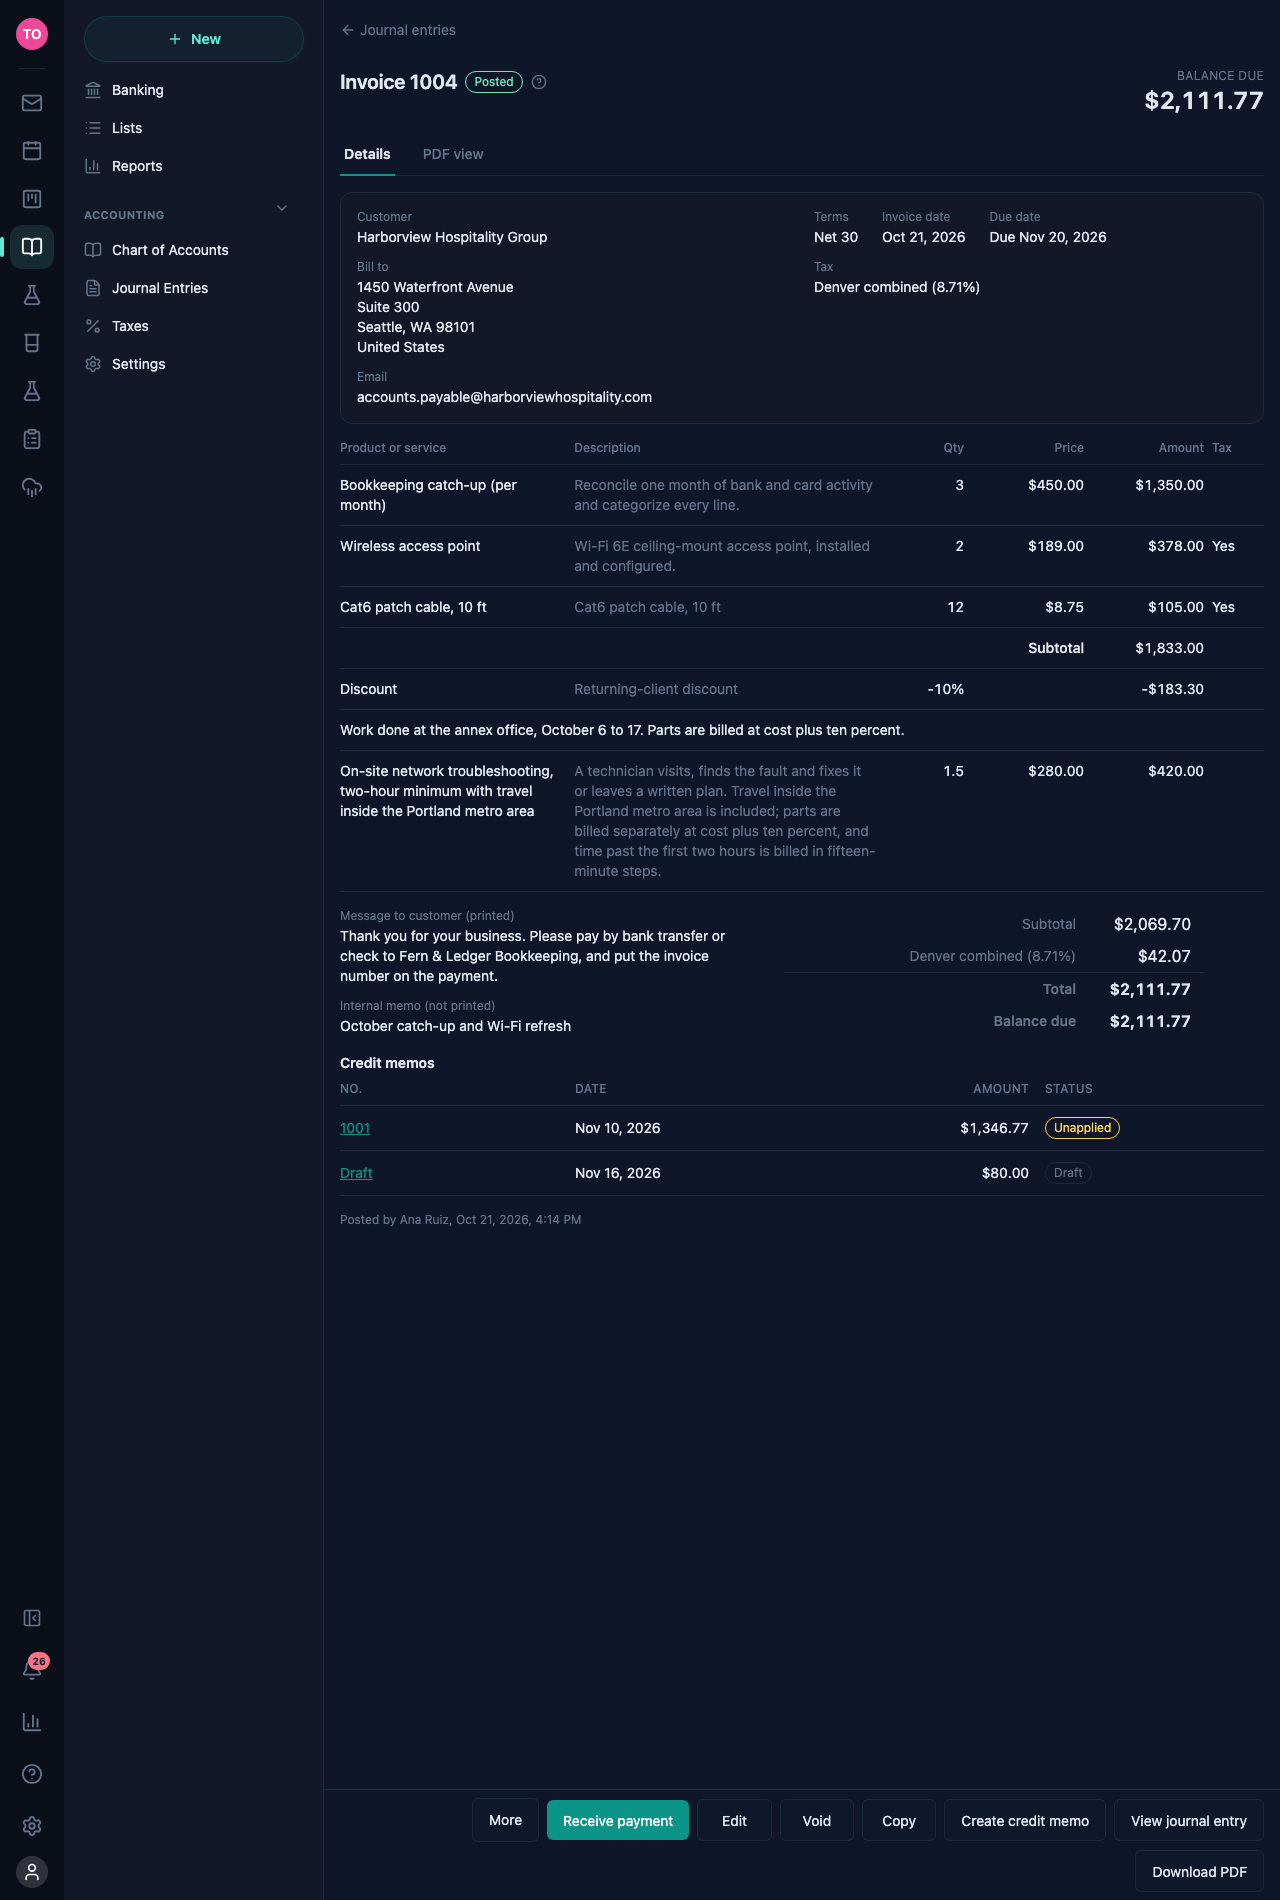 TO
New
Banking
Lists
Reports
ACCOUNTING
Chart of Accounts
Journal Entries
Taxes
Settings
26
Journal entries
Invoice 1004 Posted
BALANCE DUE
$2,111.77
Details PDF view
Customer
Harborview Hospitality Group
Bill to
1450 Waterfront Avenue
Suite 300
Seattle, WA 98101
United States
Email
accounts.payable@harborviewhospitality.com
Terms Invoice date Due date
Net 30 Oct 21, 2026 Due Nov 20, 2026
Tax
Denver combined (8.71%)
Product or service Description Qty Price Amount Tax
Bookkeeping catch-up (per Reconcile one month of bank and card activity 3 $450.00 $1,350.00
month) and categorize every line.
Wireless access point Wi-Fi 6E ceiling-mount access point, installed 2 $189.00 $378.00 Yes
and configured.
Cat6 patch cable, 10 ft Cat6 patch cable, 10 ft 12 $8.75 $105.00 Yes
Subtotal $1,833.00
Discount Returning-client discount -10% -$183.30
Work done at the annex office, October 6 to 17. Parts are billed at cost plus ten percent.
On-site network troubleshooting, A technician visits, finds the fault and fixes it 1.5 $280.00 $420.00
two-hour minimum with travel or leaves a written plan. Travel inside the
inside the Portland metro area Portland metro area is included; parts are
billed separately at cost plus ten percent, and
time past the first two hours is billed in fifteen-
minute steps.
Message to customer (printed)
Thank you for your business. Please pay by bank transfer or
check to Fern & Ledger Bookkeeping, and put the invoice
number on the payment.
Internal memo (not printed)
October catch-up and Wi-Fi refresh
Subtotal $2,069.70
Denver combined (8.71%) $42.07
Total $2,111.77
Balance due $2,111.77
Credit memos
NO. DATE AMOUNT STATUS
1001 Nov 10, 2026 $1,346.77 Unapplied
Draft Nov 16, 2026 $80.00 Draft
Posted by Ana Ruiz, Oct 21, 2026, 4:14 PM
More Receive payment Edit Void Copy Create credit memo View journal entry
Download PDF